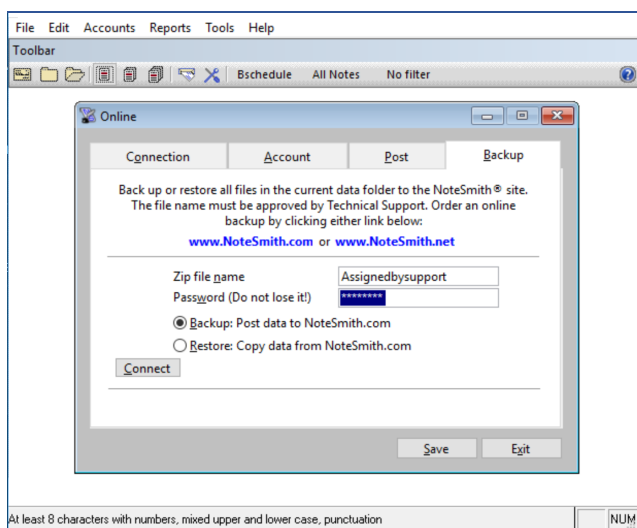 File Edit Accounts Reports Tools Help
Toolbar
Bschedule All Notes No filter
Online
Connection Account Post Backup
Back up or restore all files in the current data folder to the NoteSmith® site.
The file name must be approved by Technical Support. Order an online
backup by clicking either link below:
www.NoteSmith.com or www.NoteSmith.net
Zip file name Assignedbysupport
Password (Do not lose it!) ********
Backup: Post data to NoteSmith.com
Restore: Copy data from NoteSmith.com
Connect
Save Exit
At least 8 characters with numbers, mixed upper and lower case, punctuation NUM